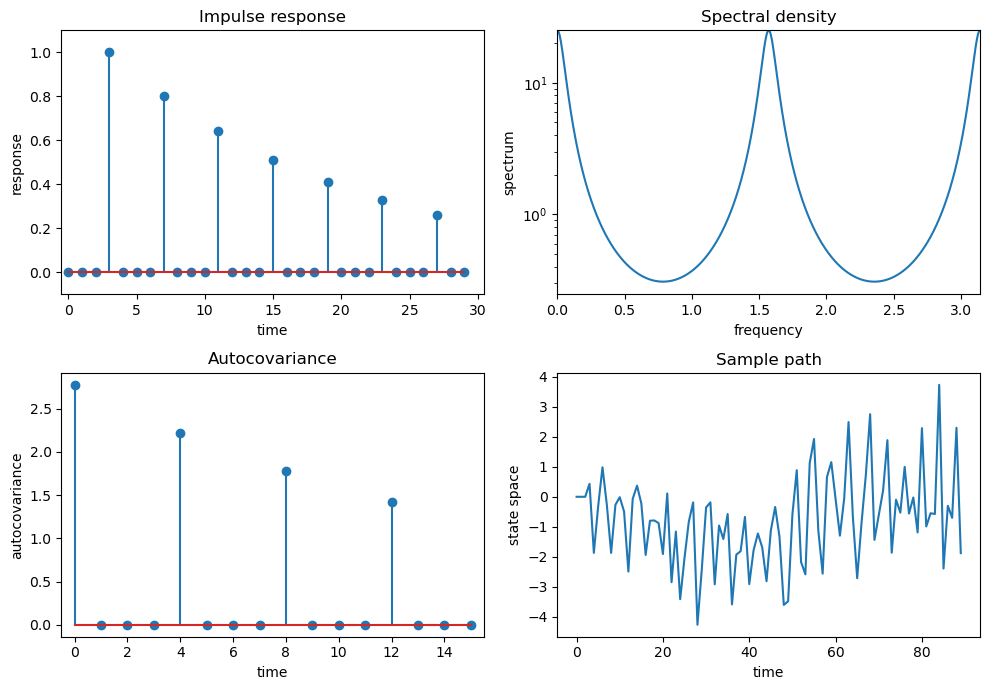 Impulse response
1.0
0.8
0.6
0.4
0.2
0.0
response
0 5 10 15 20 25 30
time
Spectral density
10¹
10⁰
spectrum
0.0 0.5 1.0 1.5 2.0 2.5 3.0
frequency
Autocovariance
2.5
2.0
1.5
1.0
0.5
0.0
autocovariance
0 2 4 6 8 10 12 14
time
Sample path
4
3
2
1
0
−1
−2
−3
−4
state space
0 20 40 60 80
time